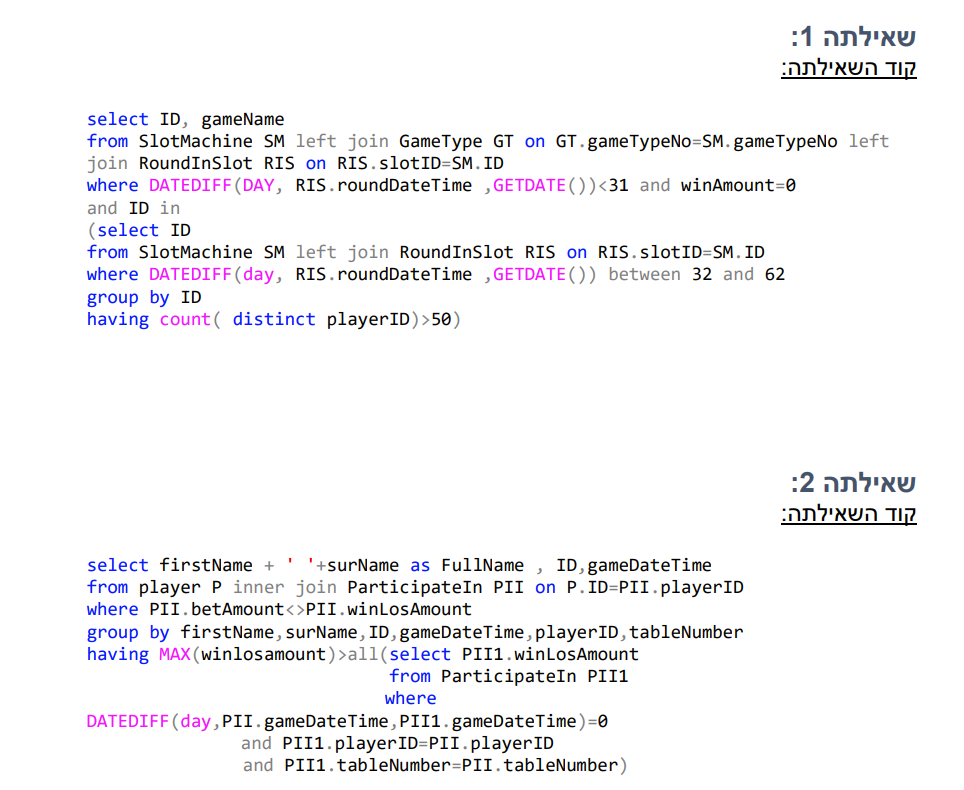 שאילתה 1:
קוד השאילתה:
select ID, gameName
from SlotMachine SM left join GameType GT on GT.gameTypeNo=SM.gameTypeNo left
join RoundInSlot RIS on RIS.slotID=SM.ID
where DATEDIFF(DAY, RIS.roundDateTime ,GETDATE())<31 and winAmount=0
and ID in
(select ID
from SlotMachine SM left join RoundInSlot RIS on RIS.slotID=SM.ID
where DATEDIFF(day, RIS.roundDateTime ,GETDATE()) between 32 and 62
group by ID
having count( distinct playerID)>50)
שאילתה 2:
קוד השאילתה:
select firstName + ' '+surName as FullName , ID,gameDateTime
from player P inner join ParticipateIn PII on P.ID=PII.playerID
where PII.betAmount<>PII.winLosAmount
group by firstName,surName,ID,gameDateTime,playerID,tableNumber
having MAX(winlosamount)>all(select PII1.winLosAmount
from ParticipateIn PII1
where
DATEDIFF(day,PII.gameDateTime,PII1.gameDateTime)=0
and PII1.playerID=PII.playerID
and PII1.tableNumber=PII.tableNumber)